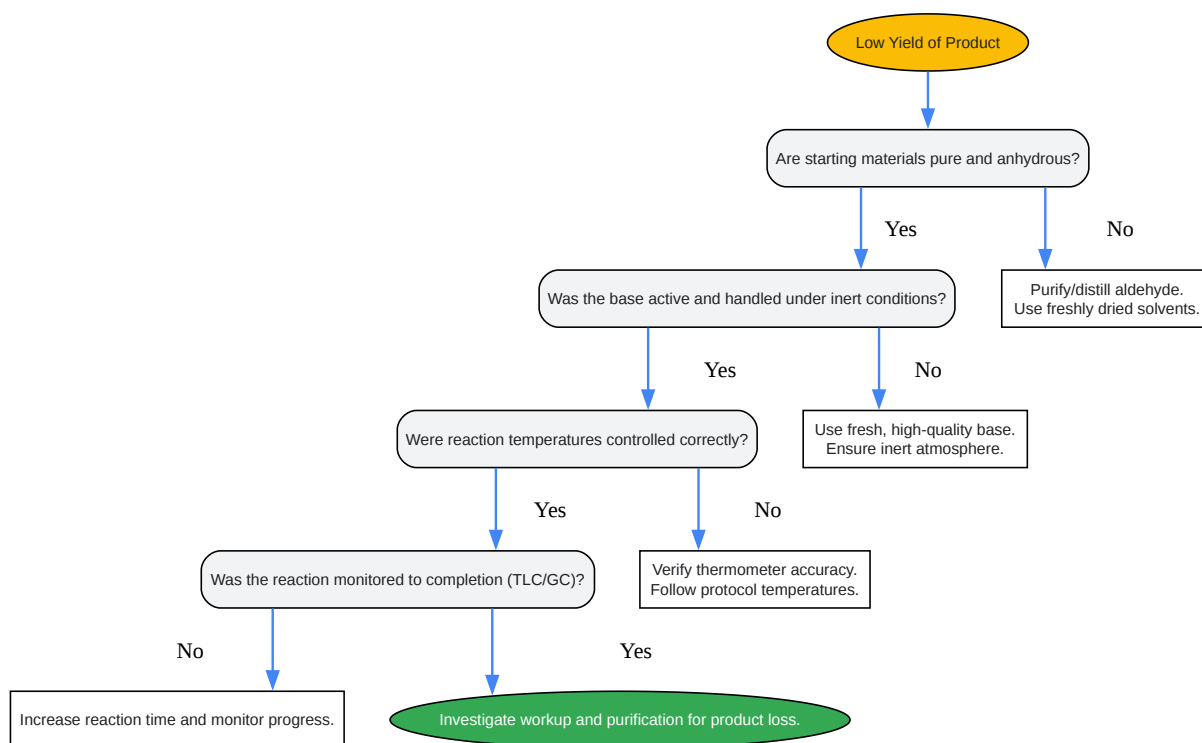 Low Yield of Product
Are starting materials pure and anhydrous?
Yes
No
Was the base active and handled under inert conditions?
Purify/distill aldehyde.
Use freshly dried solvents.
Yes
No
Were reaction temperatures controlled correctly?
Use fresh, high-quality base.
Ensure inert atmosphere.
Yes
No
Was the reaction monitored to completion (TLC/GC)?
Verify thermometer accuracy.
Follow protocol temperatures.
No
Yes
Increase reaction time and monitor progress.
Investigate workup and purification for product loss.